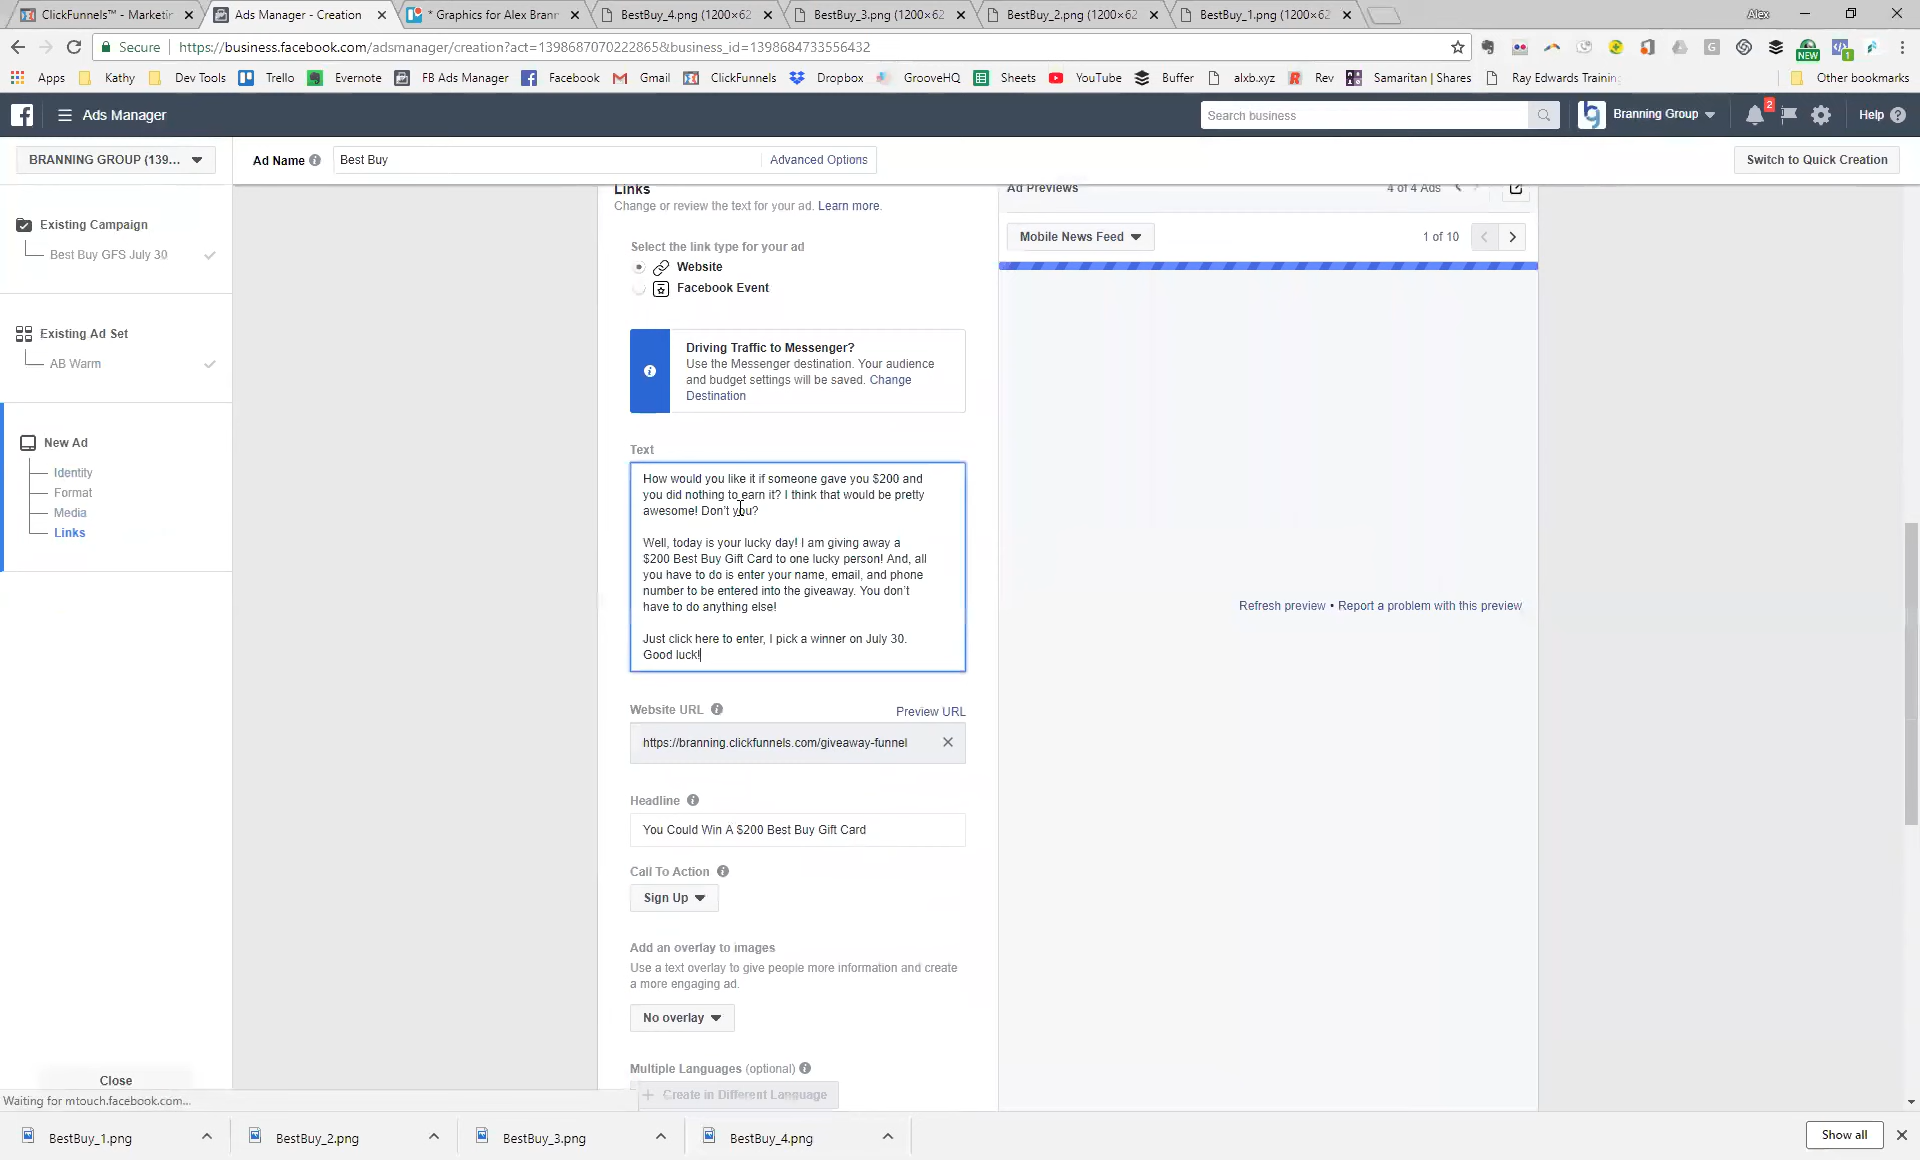 ClickFunnels™ - Marketin
Ads Manager - Creation
* Graphics for Alex Brann
BestBuy_4.png (1200×62
BestBuy_3.png (1200×62
BestBuy_2.png (1200×62
BestBuy_1.png (1200×62
Alex
Secure
https://business.facebook.com/adsmanager/creation?act=1398687070222865&business_id=1398684733556432
Apps
Kathy
Dev Tools
Trello
Evernote
FB Ads Manager
Facebook
Gmail
ClickFunnels
Dropbox
GrooveHQ
Sheets
YouTube
Buffer
alxb.xyz
Rev
Samaritan | Shares
Ray Edwards Trainin
Other bookmarks
NEW
1
Ads Manager
Search business
Branning Group
2
Help
BRANNING GROUP (139...
Ad Name
Best Buy
Advanced Options
Switch to Quick Creation
Existing Campaign
Best Buy GFS July 30
Existing Ad Set
AB Warm
New Ad
Identity
Format
Media
Links
Close
Waiting for mtouch.facebook.com...
Links
Change or review the text for your ad. Learn more.
Select the link type for your ad
Website
Facebook Event
Driving Traffic to Messenger?
Use the Messenger destination. Your audience
and budget settings will be saved. Change
Destination
Text
How would you like it if someone gave you $200 and
you did nothing to earn it? I think that would be pretty
awesome! Don't you?
Well, today is your lucky day! I am giving away a
$200 Best Buy Gift Card to one lucky person! And, all
you have to do is enter your name, email, and phone
number to be entered into the giveaway. You don't
have to do anything else!
Just click here to enter, I pick a winner on July 30.
Good luck!
Website URL
Preview URL
https://branning.clickfunnels.com/giveaway-funnel
Headline
You Could Win A $200 Best Buy Gift Card
Call To Action
Sign Up
Add an overlay to images
Use a text overlay to give people more information and create
a more engaging ad.
No overlay
Multiple Languages (optional)
+ Create in Different Language
Ad Previews
4 of 4 Ads
Mobile News Feed
1 of 10
Refresh preview • Report a problem with this preview
BestBuy_1.png
BestBuy_2.png
BestBuy_3.png
BestBuy_4.png
Show all